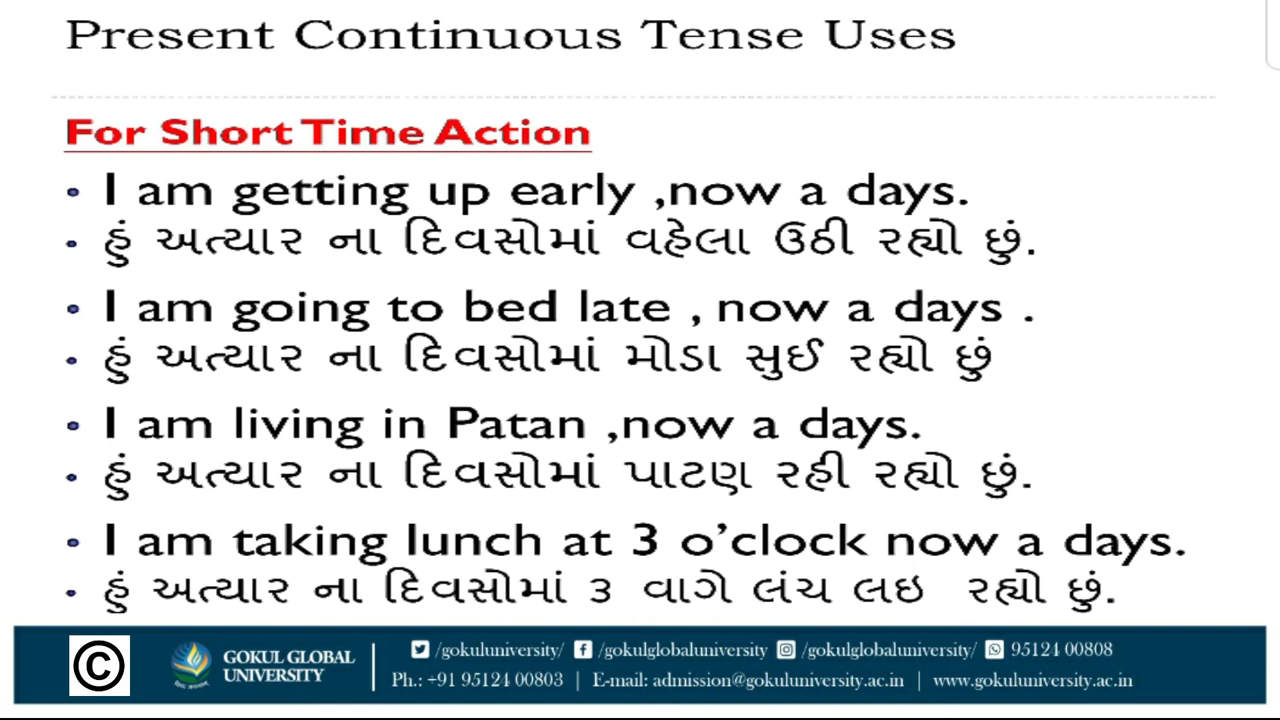 Present Continuous Tense Uses
For Short Time Action
• I am getting up early ,now a days.
• હું અત્યાર ના દિવસોમાં વહેલા ઉઠી રહ્યો છું.
• I am going to bed late , now a days .
• હું અત્યાર ના દિવસોમાં મોડા સુઈ રહ્યો છું
• I am living in Patan ,now a days.
• હું અત્યાર ના દિવસોમાં પાટણ રહી રહ્યો છું.
• I am taking lunch at 3 o’clock now a days.
• હું અત્યાર ના દિવસોમાં ૩ વાગે લંચ લઇ રહ્યો છું.
©
GOKUL GLOBAL
UNIVERSITY
/gokuluniversity/ /gokulglobaluniversity /gokulglobaluniversity/ 95124 00808
Ph.: +91 95124 00803 | E-mail: admission@gokuluniversity.ac.in | www.gokuluniversity.ac.in